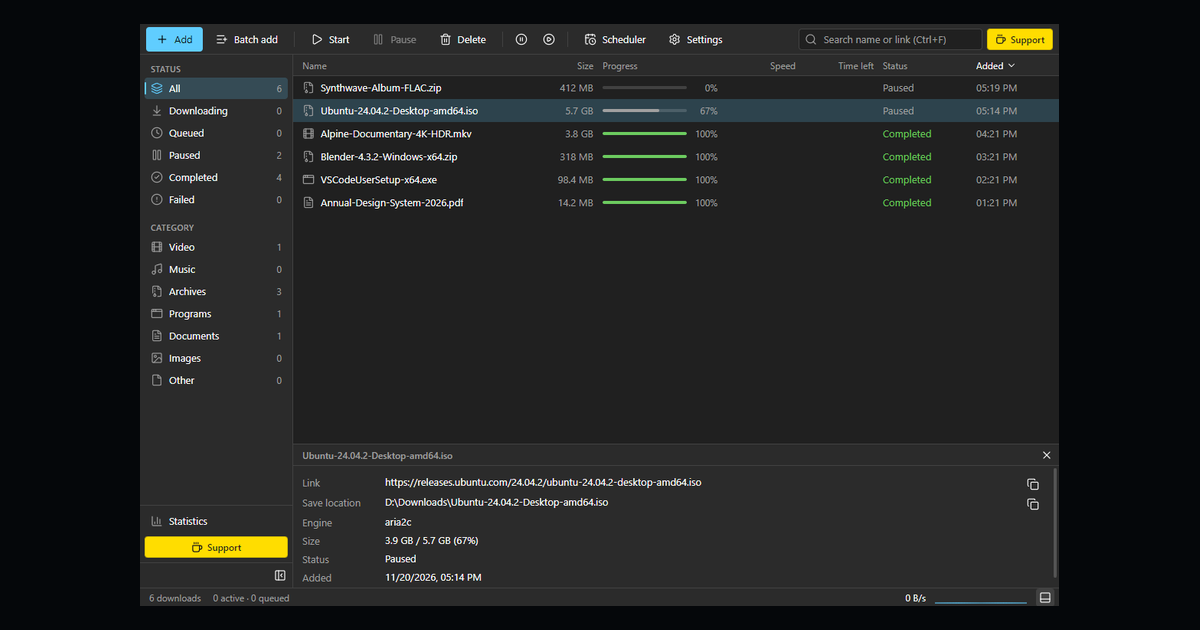 Add Batch add Start Pause Delete Scheduler Settings Search name or link (Ctrl+F) Support
STATUS
All 6
Downloading 0
Queued 0
Paused 2
Completed 4
Failed 0
CATEGORY
Video 1
Music 0
Archives 3
Programs 1
Documents 1
Images 0
Other 0
Statistics
Support
Name Size Progress Speed Time left Status Added
Synthwave-Album-FLAC.zip 412 MB 0% Paused 05:19 PM
Ubuntu-24.04.2-Desktop-amd64.iso 5.7 GB 67% Paused 05:14 PM
Alpine-Documentary-4K-HDR.mkv 3.8 GB 100% Completed 04:21 PM
Blender-4.3.2-Windows-x64.zip 318 MB 100% Completed 03:21 PM
VSCodeUserSetup-x64.exe 98.4 MB 100% Completed 02:21 PM
Annual-Design-System-2026.pdf 14.2 MB 100% Completed 01:21 PM
Ubuntu-24.04.2-Desktop-amd64.iso
Link https://releases.ubuntu.com/24.04.2/ubuntu-24.04.2-desktop-amd64.iso
Save location D:\Downloads\Ubuntu-24.04.2-Desktop-amd64.iso
Engine aria2c
Size 3.9 GB / 5.7 GB (67%)
Status Paused
Added 11/20/2026, 05:14 PM
6 downloads 0 active · 0 queued 0 B/s